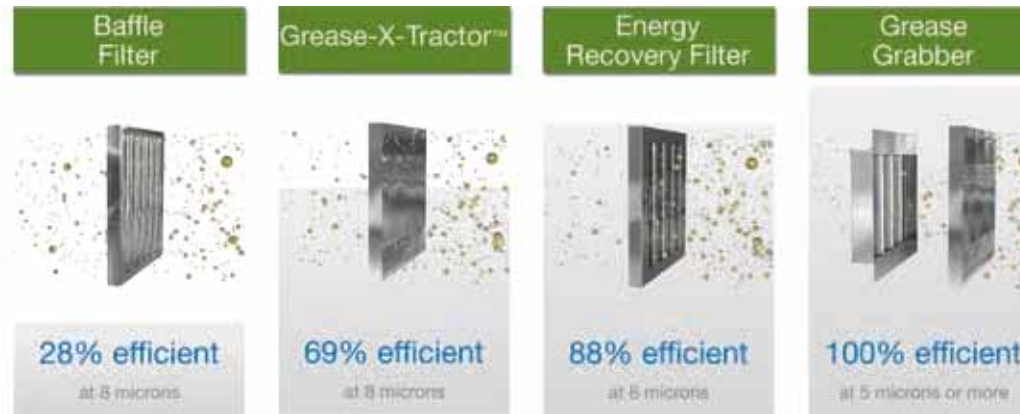 Baffle
Filter
28% efficient
at 8 microns
Grease-X-Tractor™
69% efficient
at 8 microns
Energy
Recovery Filter
88% efficient
at 6 microns
Grease
Grabber
100% efficient
at 5 microns or more